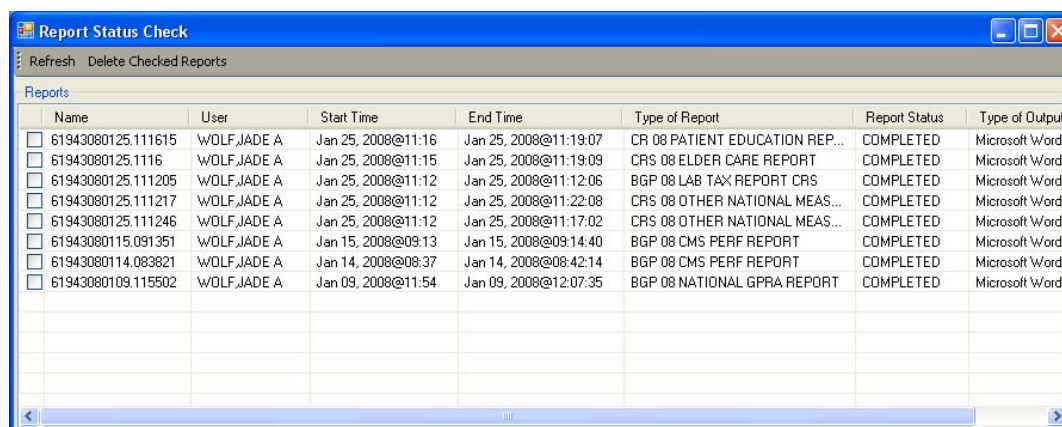 Report Status Check
Refresh Delete Checked Reports
Reports
Name User Start Time End Time Type of Report Report Status Type of Output
61943080125.111615 WOLF,JADE A Jan 25, 2008@11:16 Jan 25, 2008@11:19:07 CR 08 PATIENT EDUCATION REP... COMPLETED Microsoft Word
61943080125.1116 WOLF,JADE A Jan 25, 2008@11:15 Jan 25, 2008@11:19:09 CRS 08 ELDER CARE REPORT COMPLETED Microsoft Word
61943080125.111205 WOLF,JADE A Jan 25, 2008@11:12 Jan 25, 2008@11:12:06 BGP 08 LAB TAX REPORT CRS COMPLETED Microsoft Word
61943080125.111217 WOLF,JADE A Jan 25, 2008@11:12 Jan 25, 2008@11:22:08 CRS 08 OTHER NATIONAL MEAS... COMPLETED Microsoft Word
61943080125.111246 WOLF,JADE A Jan 25, 2008@11:12 Jan 25, 2008@11:17:02 CRS 08 OTHER NATIONAL MEAS... COMPLETED Microsoft Word
61943080115.091351 WOLF,JADE A Jan 15, 2008@09:13 Jan 15, 2008@09:14:40 BGP 08 CMS PERF REPORT COMPLETED Microsoft Word
61943080114.083821 WOLF,JADE A Jan 14, 2008@08:37 Jan 14, 2008@08:42:14 BGP 08 CMS PERF REPORT COMPLETED Microsoft Word
61943080109.115502 WOLF,JADE A Jan 09, 2008@11:54 Jan 09, 2008@12:07:35 BGP 08 NATIONAL GPRA REPORT COMPLETED Microsoft Word